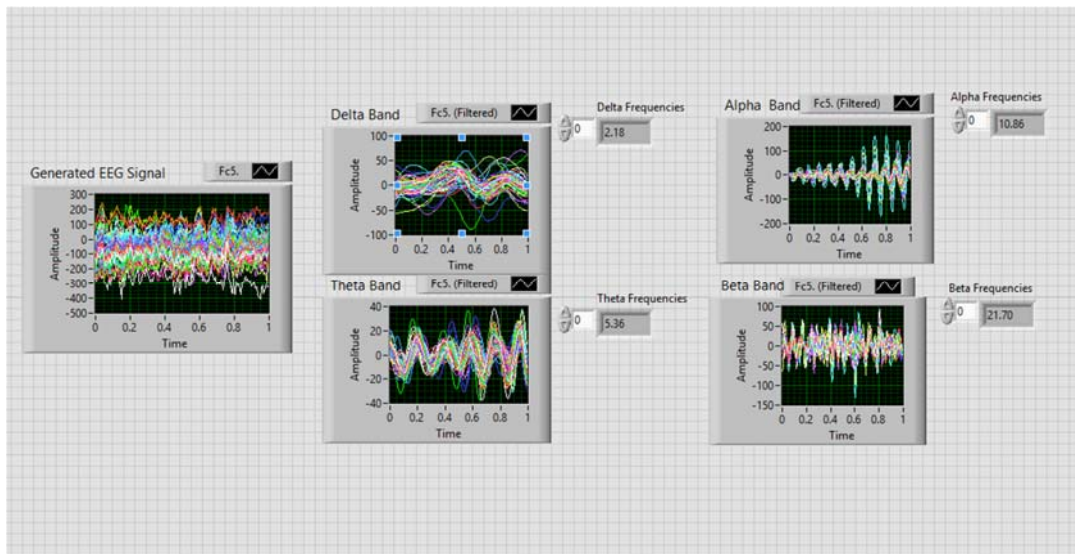 Generated EEG Signal
Fc5.
Amplitude
300
200
100
0
-100
-200
-300
-400
-500
0 0.2 0.4 0.6 0.8 1
Time
Delta Band
Fc5. (Filtered)
Amplitude
100
50
0
-50
-100
0 0.2 0.4 0.6 0.8 1
Time
Delta Frequencies
0 2.18
Theta Band
Fc5. (Filtered)
Amplitude
40
20
0
-20
-40
0 0.2 0.4 0.6 0.8 1
Time
Theta Frequencies
0 5.36
Alpha Band
Fc5. (Filtered)
Amplitude
200
100
0
-100
-200
0 0.2 0.4 0.6 0.8 1
Time
Alpha Frequencies
0 10.86
Beta Band
Fc5. (Filtered)
Amplitude
100
50
0
-50
-100
-150
0 0.2 0.4 0.6 0.8 1
Time
Beta Frequencies
0 21.70